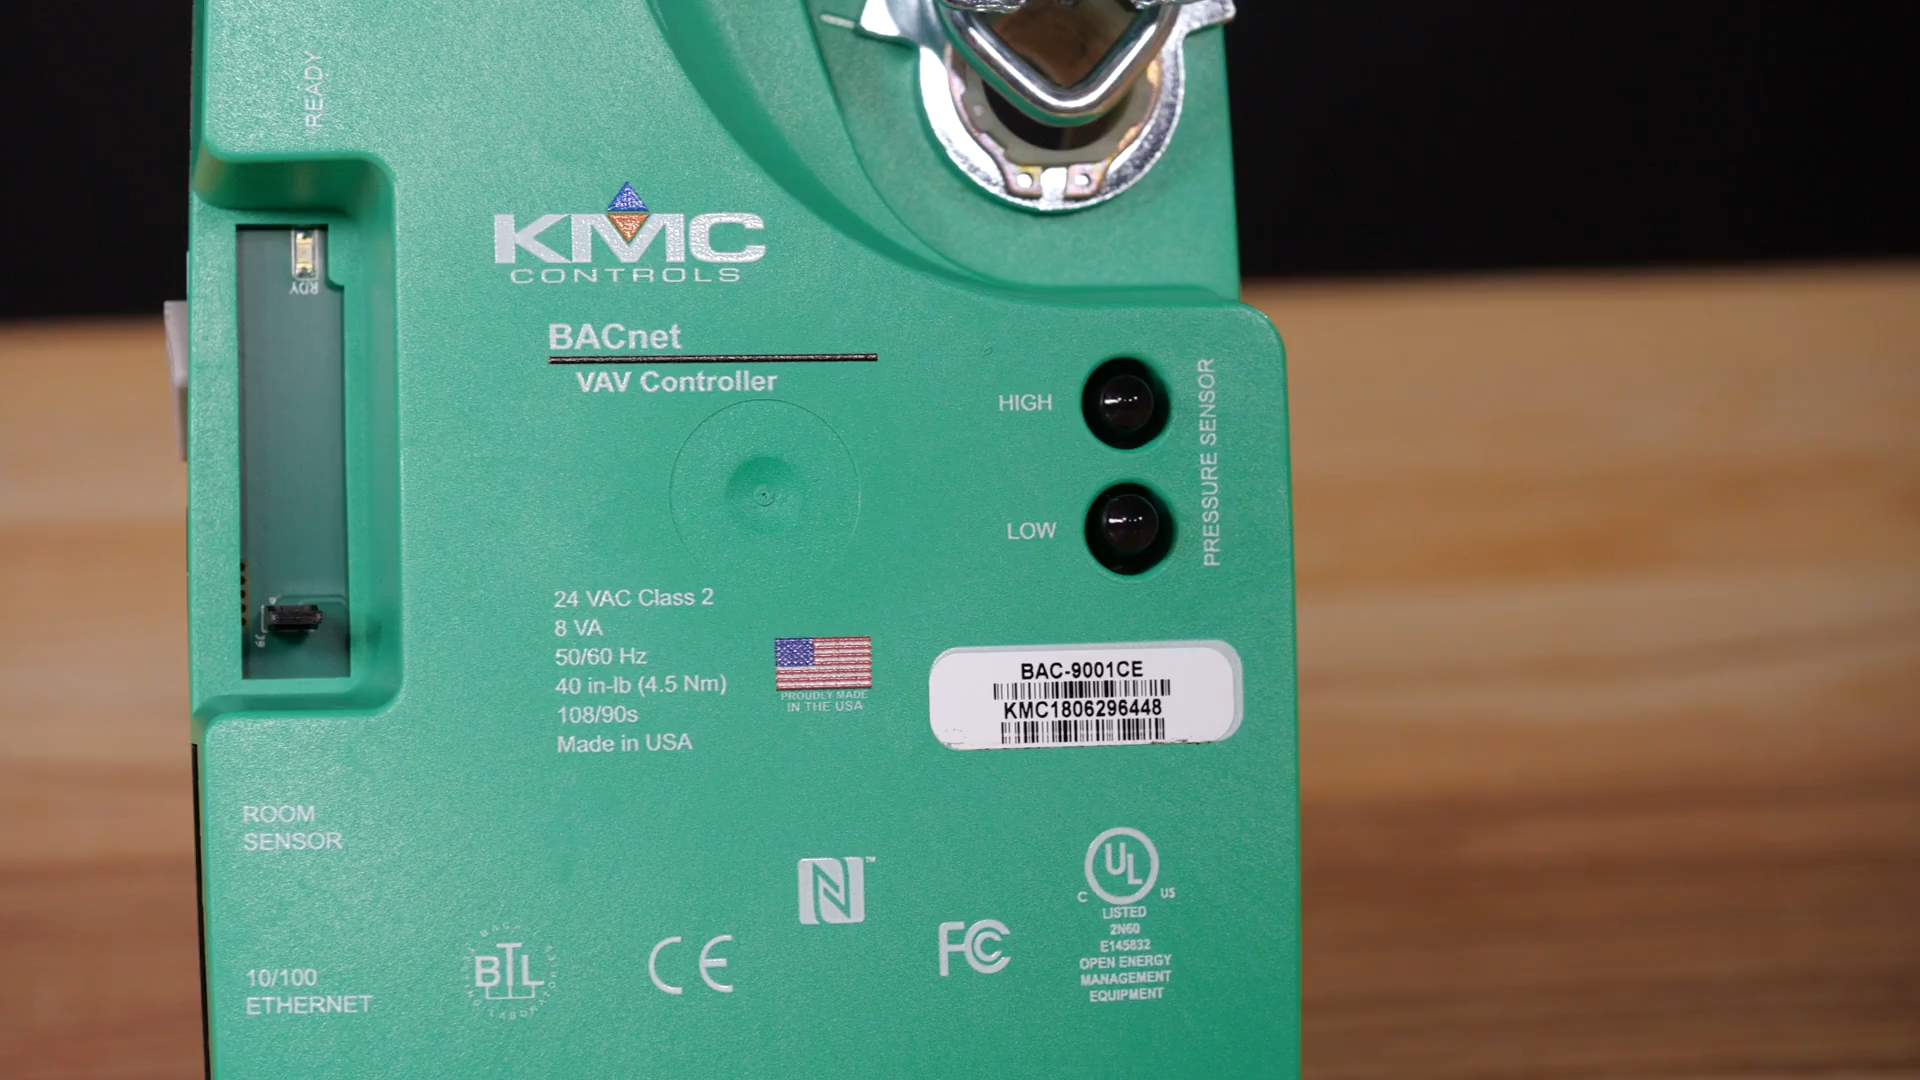 READY
RDY
KMC
CONTROLS
BACnet
VAV Controller
HIGH
LOW
PRESSURE SENSOR
24 VAC Class 2
8 VA
50/60 Hz
40 in-lb (4.5 Nm)
108/90s
Made in USA
PROUDLY MADE
IN THE USA
BAC-9001CE
KMC1806296448
J9
ROOM
SENSOR
10/100
ETHERNET
BTL
CE
N™
FC
C UL US
LISTED
2N60
E145832
OPEN ENERGY
MANAGEMENT
EQUIPMENT